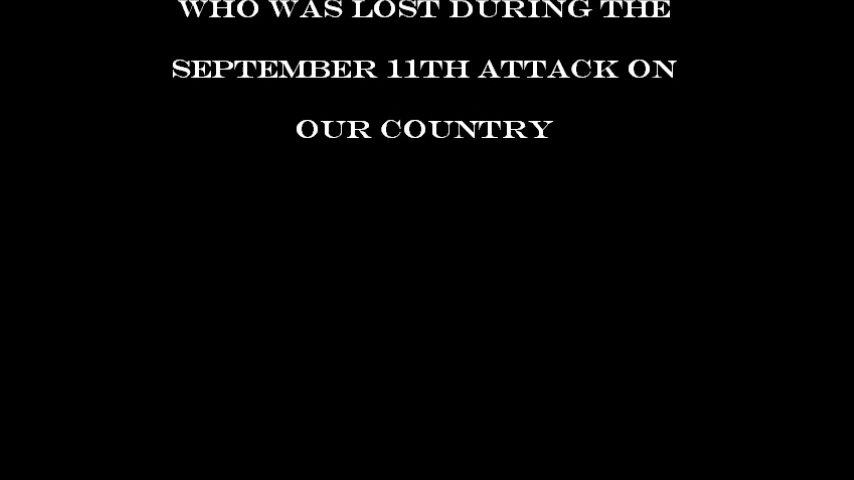 WHO WAS LOST DURING THE
SEPTEMBER 11TH ATTACK ON
OUR COUNTRY